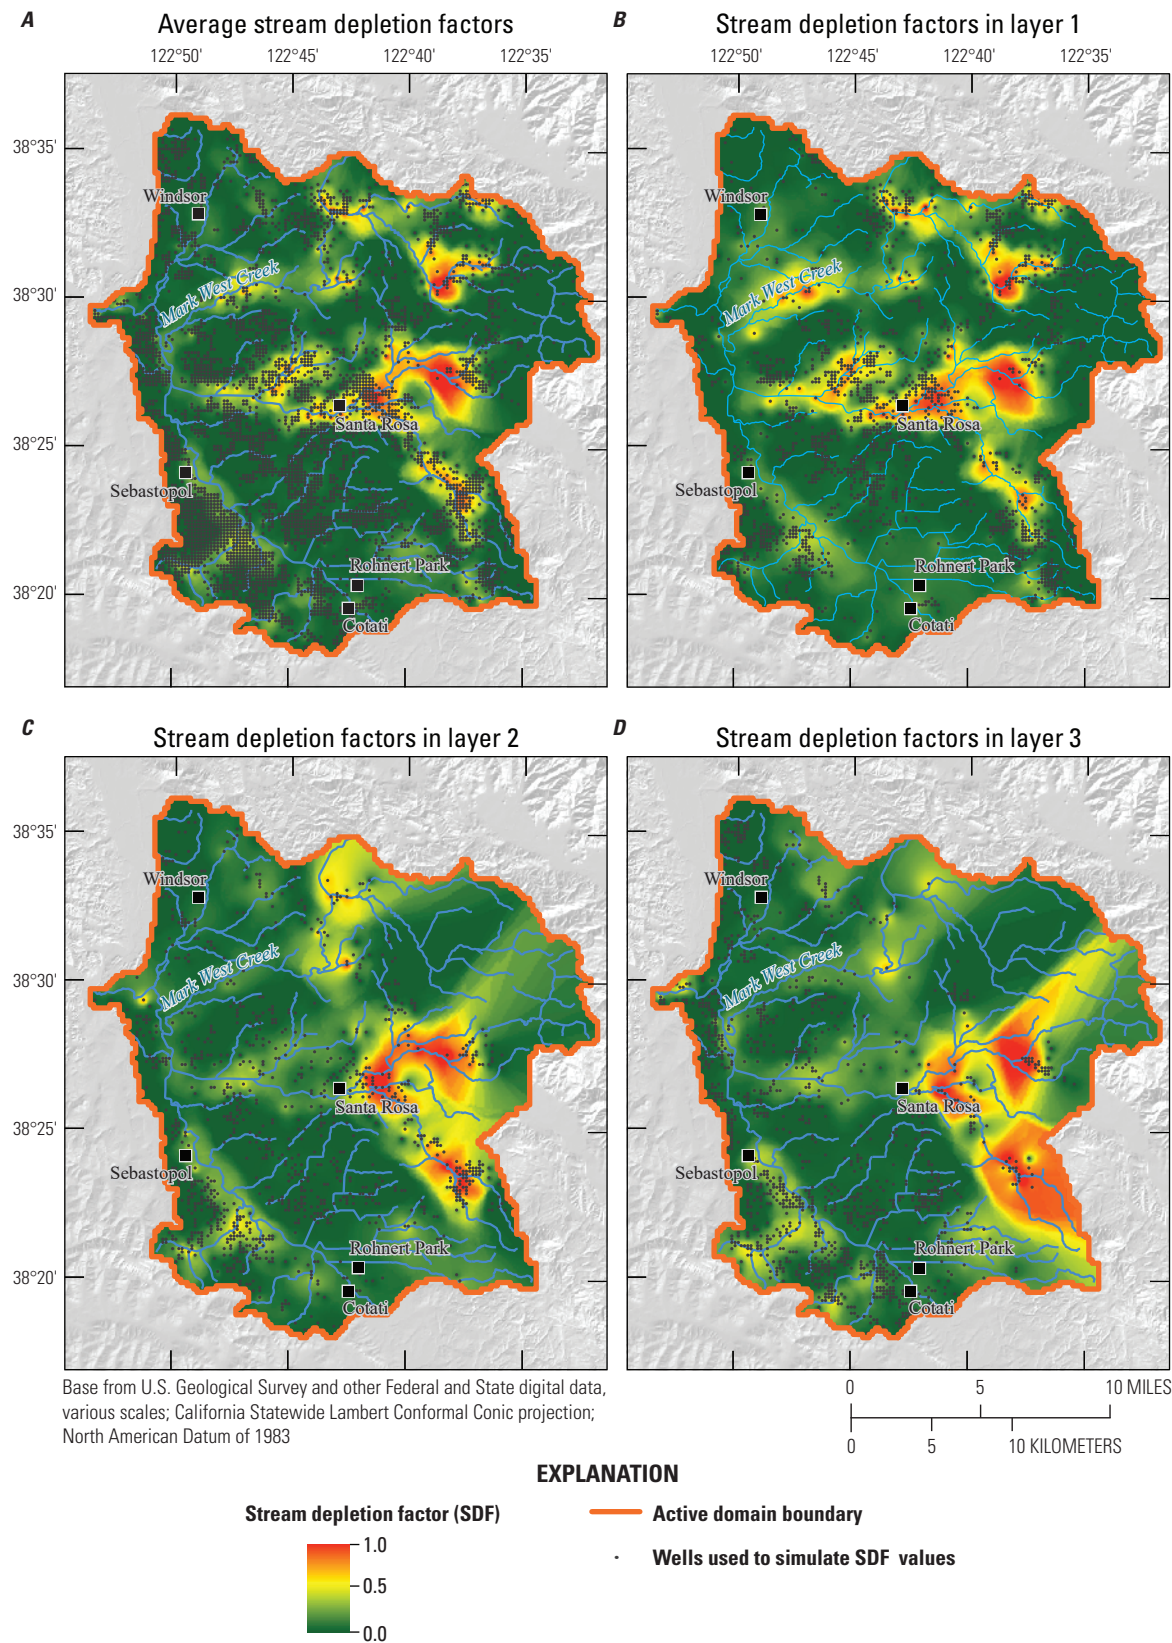 A Average stream depletion factors
122°50' 122°45' 122°40' 122°35'
38°35'
38°30'
38°25'
38°20'
Windsor
Mark West Creek
Santa Rosa
Sebastopol
Rohnert Park
Cotati
B Stream depletion factors in layer 1
122°50' 122°45' 122°40' 122°35'
Windsor
Mark West Creek
Santa Rosa
Sebastopol
Rohnert Park
Cotati
C Stream depletion factors in layer 2
38°35'
38°30'
38°25'
38°20'
Windsor
Mark West Creek
Santa Rosa
Sebastopol
Rohnert Park
Cotati
D Stream depletion factors in layer 3
Windsor
Mark West Creek
Santa Rosa
Sebastopol
Rohnert Park
Cotati
Base from U.S. Geological Survey and other Federal and State digital data,
various scales; California Statewide Lambert Conformal Conic projection;
North American Datum of 1983
0 5 10 MILES
0 5 10 KILOMETERS
EXPLANATION
Stream depletion factor (SDF)
1.0
0.5
0.0
Active domain boundary
Wells used to simulate SDF values